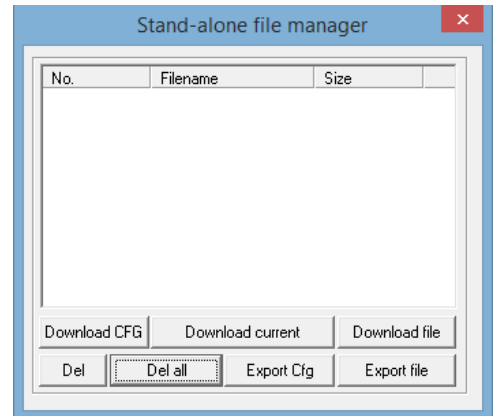 Stand-alone file manager
No. Filename Size
Download CFG Download current Download file
Del Del all Export Cfg Export file